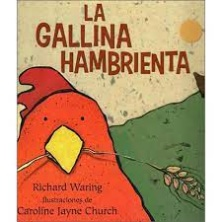 LA
GALLINA
HAMBRIENTA
Richard Waring
Ilustraciones de
Caroline Jayne Church